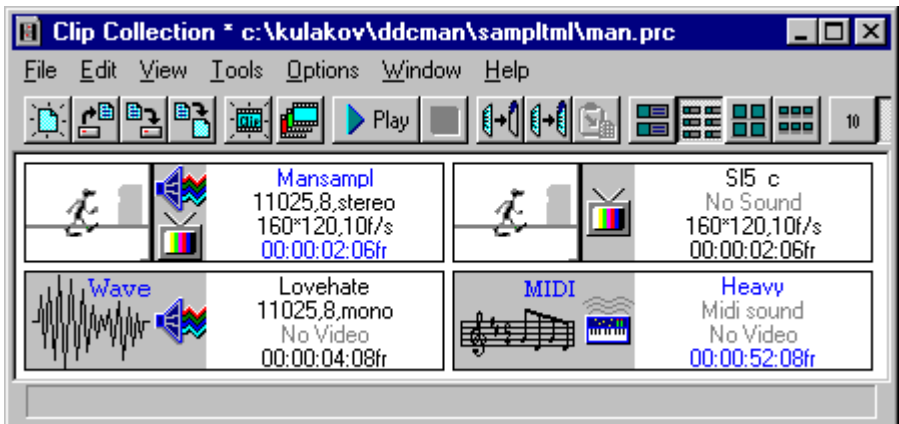 Clip Collection * c:\kulakov\ddcman\sampltml\man.prc
File Edit View Tools Options Window Help
Clip Play 10
Mansampl
11025,8,stereo
160*120,10f/s
00:00:02:06fr
SI5 c
No Sound
160*120,10f/s
00:00:02:06fr
Wave
Lovehate
11025,8,mono
No Video
00:00:04:08fr
MIDI
Heavy
Midi sound
No Video
00:00:52:08fr